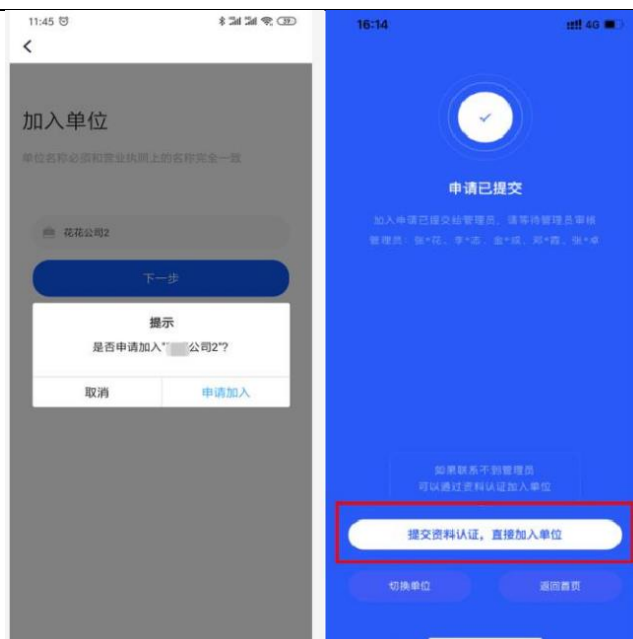 11:45
加入单位
单位名称必须和营业执照上的名称完全一致
花花公司2
下一步
提示
是否申请加入" 公司2"?
取消
申请加入
16:14
4G
申请已提交
加入申请已提交给管理员，请等待管理员审核
管理员：张*花、李*志、金*成、郑*霞、张*卓
如果联系不到管理员
可以通过资料认证加入单位
提交资料认证，直接加入单位
切换单位
返回首页